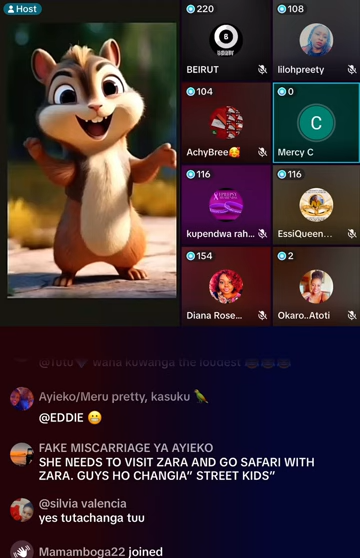 Host
220
108
BEIRUT
lilohpreety
104
0
C
AchyBree🥰
Mercy C
116
116
kupendwa rah...
EssiQueen...
154
2
Diana Rose...
Okaro..Atoti
@Tutu💎 wana kuwanga the loudest 😂😂😂
Ayieko/Meru pretty, kasuku 🦜
@EDDIE 😬
FAKE MISCARRIAGE YA AYIEKO
SHE NEEDS TO VISIT ZARA AND GO SAFARI WITH
ZARA. GUYS HO CHANGIA” STREET KIDS”
@silvia valencia
yes tutachanga tuu
Mamamboga22 joined